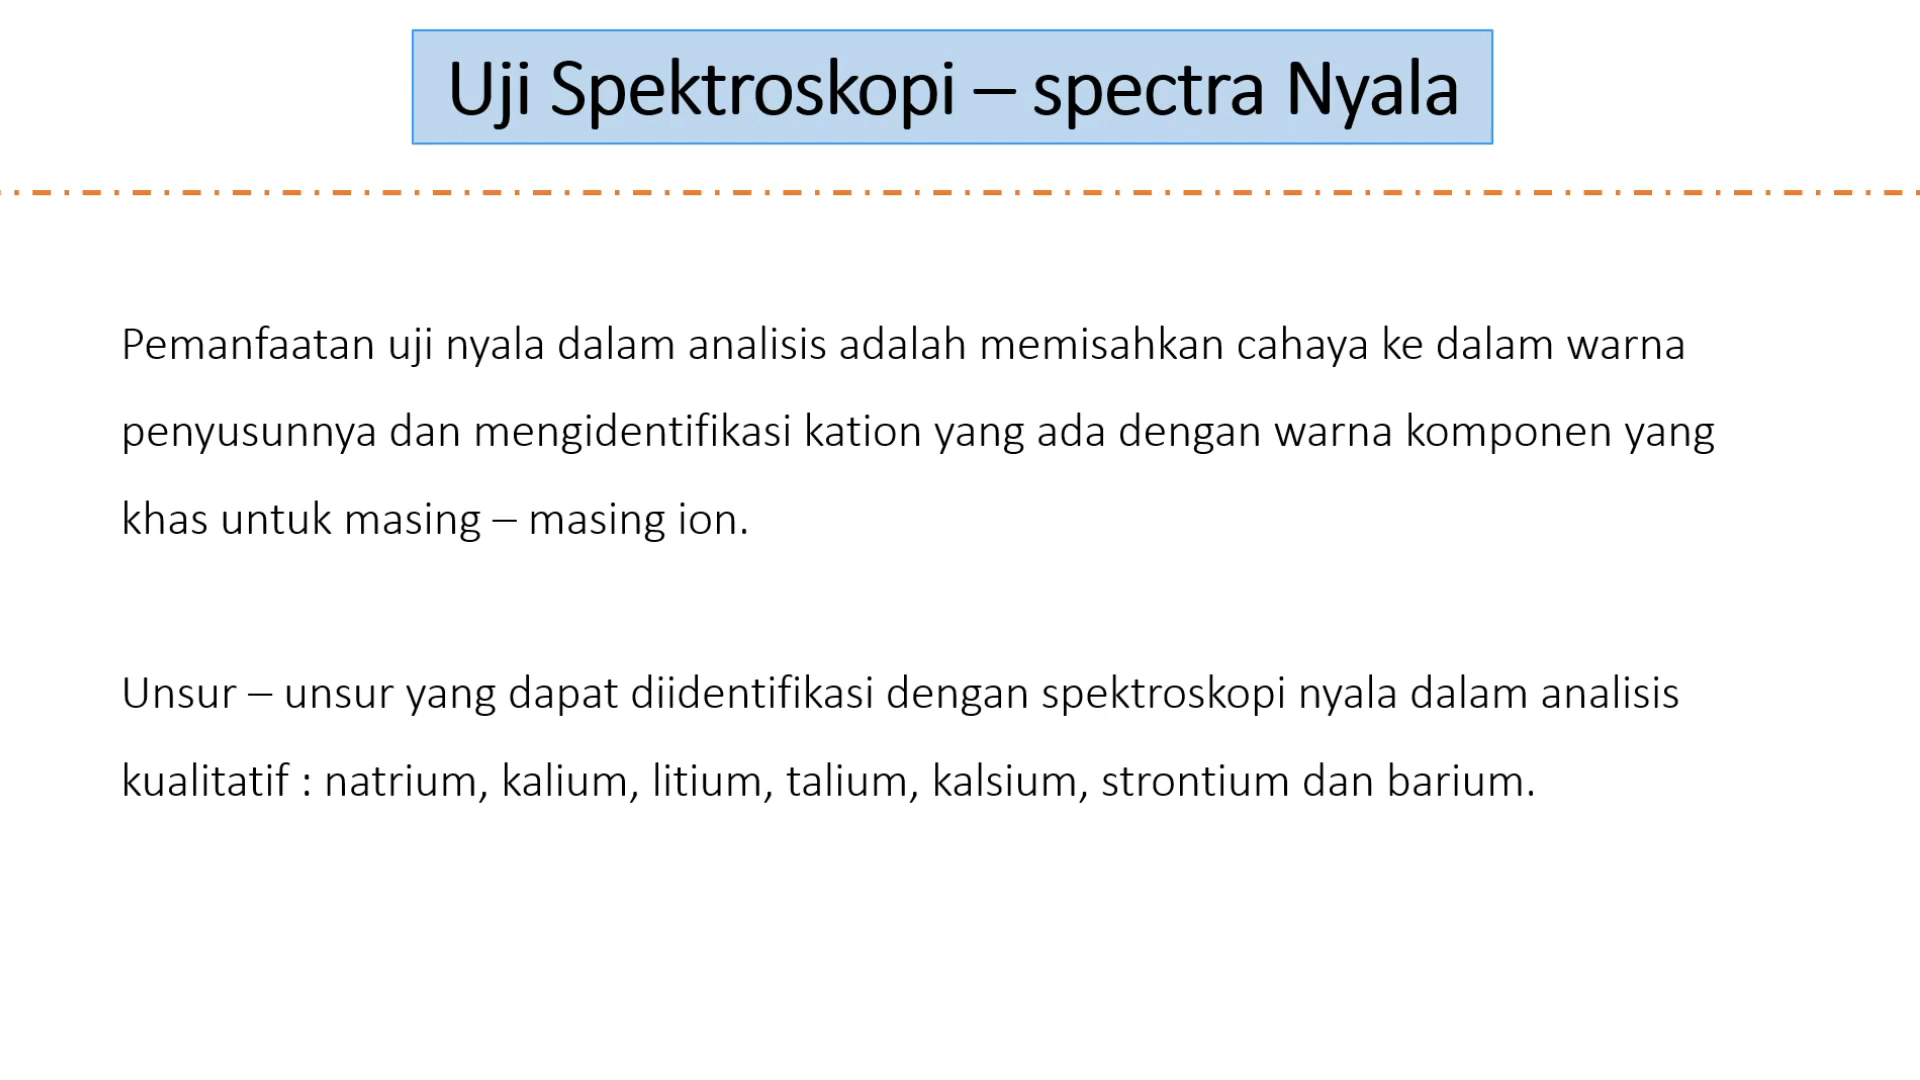 Uji Spektroskopi – spectra Nyala
Pemanfaatan uji nyala dalam analisis adalah memisahkan cahaya ke dalam warna
penyusunnya dan mengidentifikasi kation yang ada dengan warna komponen yang
khas untuk masing – masing ion.
Unsur – unsur yang dapat diidentifikasi dengan spektroskopi nyala dalam analisis
kualitatif : natrium, kalium, litium, talium, kalsium, strontium dan barium.